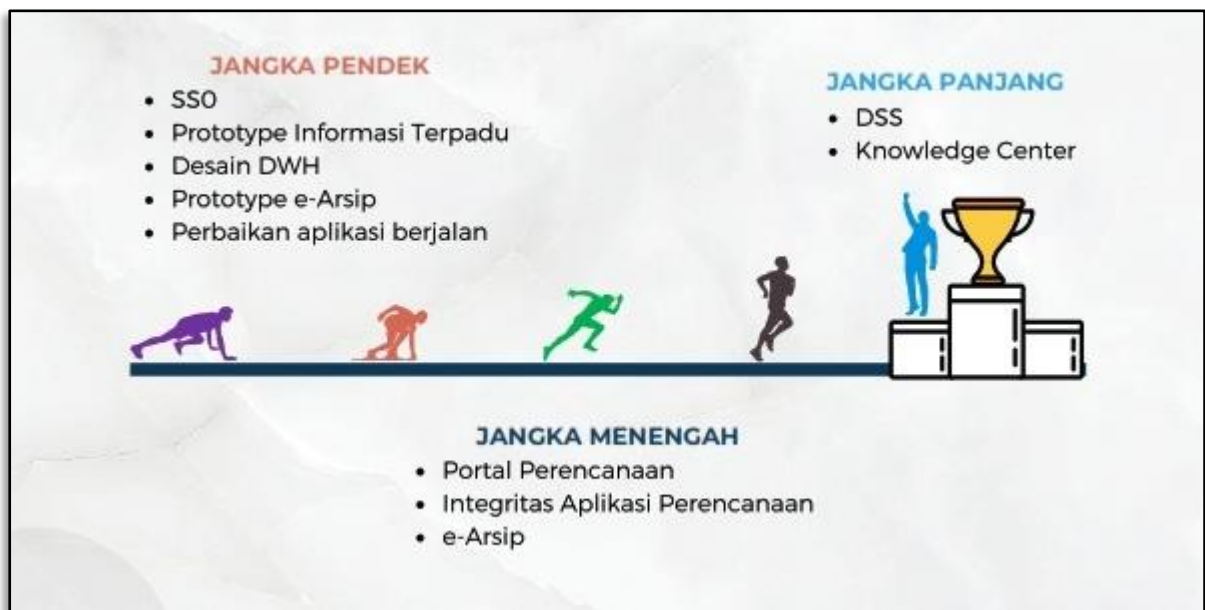 JANGKA PENDEK
• SSO
• Prototype Informasi Terpadu
• Desain DWH
• Prototype e-Arsip
• Perbaikan aplikasi berjalan
JANGKA PANJANG
• DSS
• Knowledge Center
JANGKA MENENGAH
• Portal Perencanaan
• Integritas Aplikasi Perencanaan
• e-Arsip